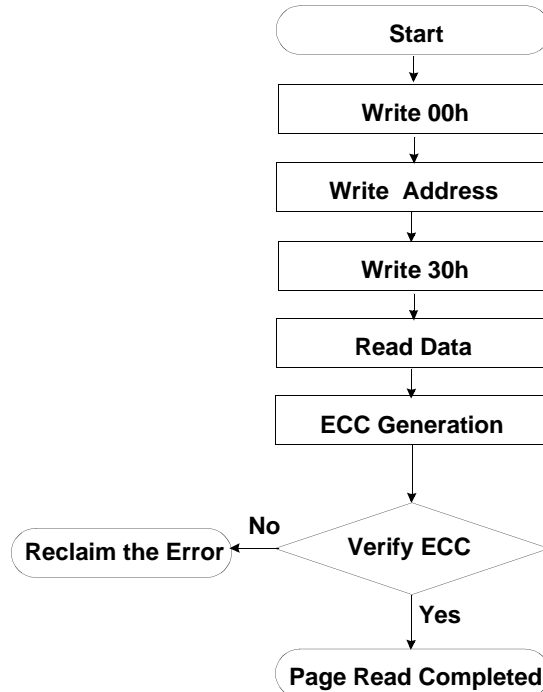 Start
Write 00h
Write Address
Write 30h
Read Data
ECC Generation
Verify ECC
No
Reclaim the Error
Yes
Page Read Completed